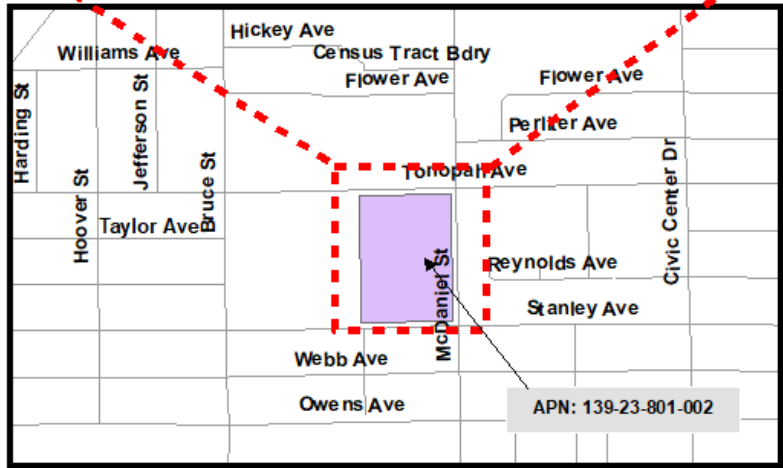 Hickey Ave
Williams Ave
Census Tract Bdry
Flower Ave
Flower Ave
Harding St
Jefferson St
Perliter Ave
Tonopah Ave
Hoover St
Bruce St
Civic Center Dr
Taylor Ave
McDaniel St
Reynolds Ave
Stanley Ave
Webb Ave
Owens Ave
APN: 139-23-801-002